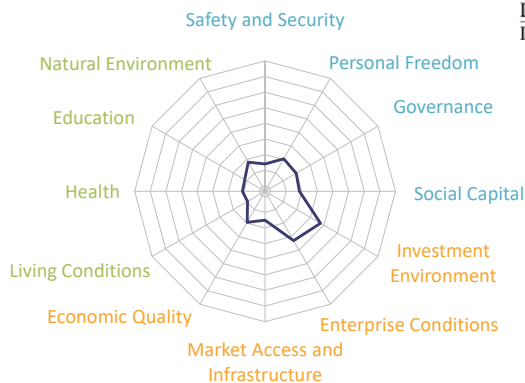 Safety and Security
Natural Environment
Personal Freedom
Education
Governance
Health
Social Capital
Investment
Environment
Living Conditions
Economic Quality
Enterprise Conditions
Market Access and
Infrastructure